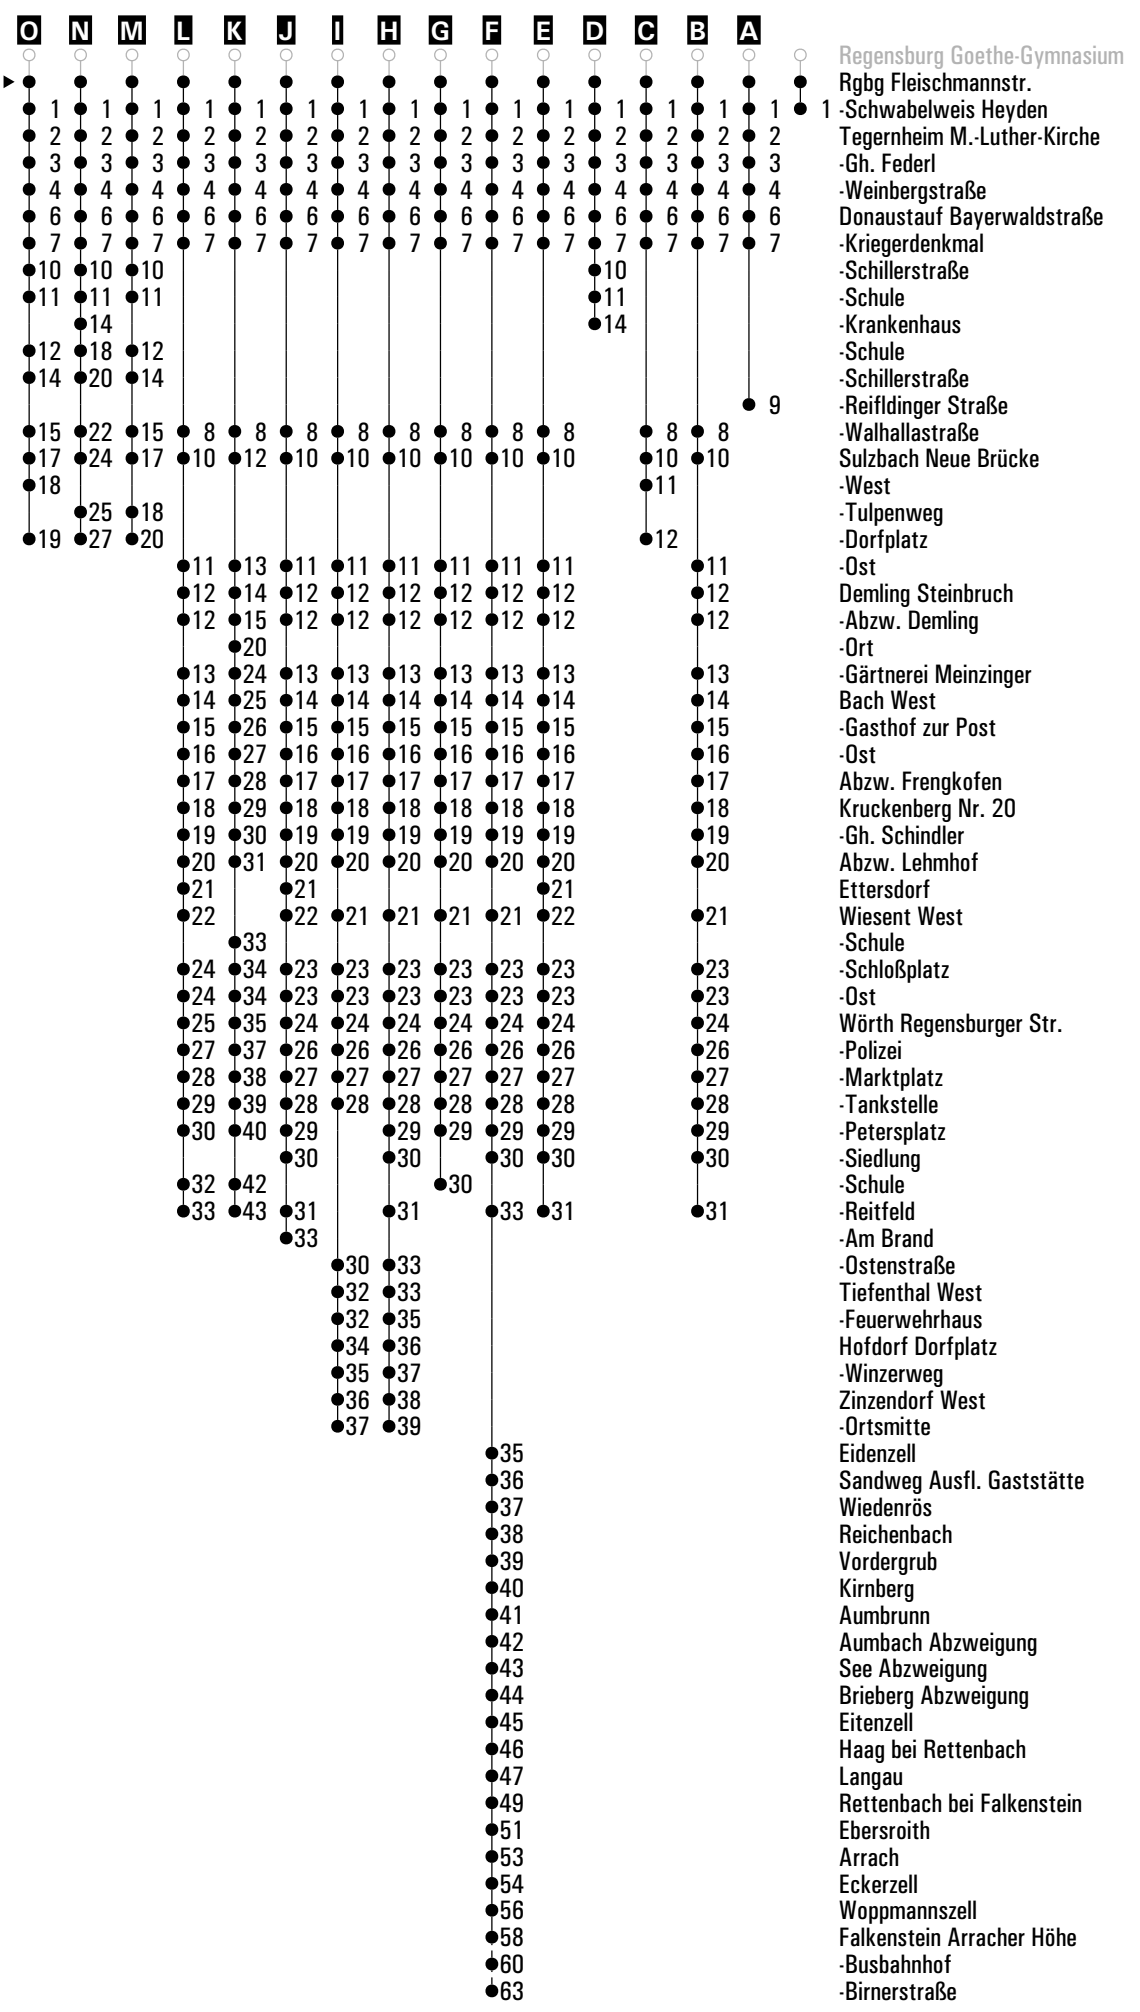 O N M L K J I H G F E D C B A
Regensburg Goethe-Gymnasium
► Rgbg Fleischmannstr.
1 1 1 1 1 1 1 1 1 1 1 1 1 1 1 1 -Schwabelweis Heyden
2 2 2 2 2 2 2 2 2 2 2 2 2 2 2 Tegernheim M.-Luther-Kirche
3 3 3 3 3 3 3 3 3 3 3 3 3 3 3 -Gh. Federl
4 4 4 4 4 4 4 4 4 4 4 4 4 4 4 -Weinbergstraße
6 6 6 6 6 6 6 6 6 6 6 6 6 6 6 Donaustauf Bayerwaldstraße
7 7 7 7 7 7 7 7 7 7 7 7 7 7 7 -Kriegerdenkmal
10 10 10 10 -Schillerstraße
11 11 11 11 -Schule
14 14 -Krankenhaus
12 18 12 -Schule
14 20 14 -Schillerstraße
9 -Reifldinger Straße
15 22 15 8 8 8 8 8 8 8 8 8 8 -Walhallastraße
17 24 17 10 12 10 10 10 10 10 10 10 10 Sulzbach Neue Brücke
18 11 -West
25 18 -Tulpenweg
19 27 20 12 -Dorfplatz
11 13 11 11 11 11 11 11 11 -Ost
12 14 12 12 12 12 12 12 12 Demling Steinbruch
12 15 12 12 12 12 12 12 12 -Abzw. Demling
20 -Ort
13 24 13 13 13 13 13 13 13 -Gärtnerei Meinzinger
14 25 14 14 14 14 14 14 14 Bach West
15 26 15 15 15 15 15 15 15 -Gasthof zur Post
16 27 16 16 16 16 16 16 16 -Ost
17 28 17 17 17 17 17 17 17 Abzw. Frengkofen
18 29 18 18 18 18 18 18 18 Kruckenberg Nr. 20
19 30 19 19 19 19 19 19 19 -Gh. Schindler
20 31 20 20 20 20 20 20 20 Abzw. Lehmhof
21 21 21 Ettersdorf
22 22 21 21 21 21 22 21 Wiesent West
33 -Schule
24 34 23 23 23 23 23 23 23 -Schloßplatz
24 34 23 23 23 23 23 23 23 -Ost
25 35 24 24 24 24 24 24 24 Wörth Regensburger Str.
27 37 26 26 26 26 26 26 26 -Polizei
28 38 27 27 27 27 27 27 27 -Marktplatz
29 39 28 28 28 28 28 28 28 -Tankstelle
30 40 29 29 29 29 29 29 -Petersplatz
30 30 30 30 30 -Siedlung
32 42 30 -Schule
33 43 31 31 33 31 31 -Reitfeld
33 -Am Brand
30 33 -Ostenstraße
32 33 Tiefenthal West
32 35 -Feuerwehrhaus
34 36 Hofdorf Dorfplatz
35 37 -Winzerweg
36 38 Zinzendorf West
37 39 -Ortsmitte
35 Eidenzell
36 Sandweg Ausfl. Gaststätte
37 Wiedenrös
38 Reichenbach
39 Vordergrub
40 Kirnberg
41 Aumbrunn
42 Aumbach Abzweigung
43 See Abzweigung
44 Brieberg Abzweigung
45 Eitenzell
46 Haag bei Rettenbach
47 Langau
49 Rettenbach bei Falkenstein
51 Ebersroith
53 Arrach
54 Eckerzell
56 Woppmannszell
58 Falkenstein Arracher Höhe
60 -Busbahnhof
63 -Birnerstraße